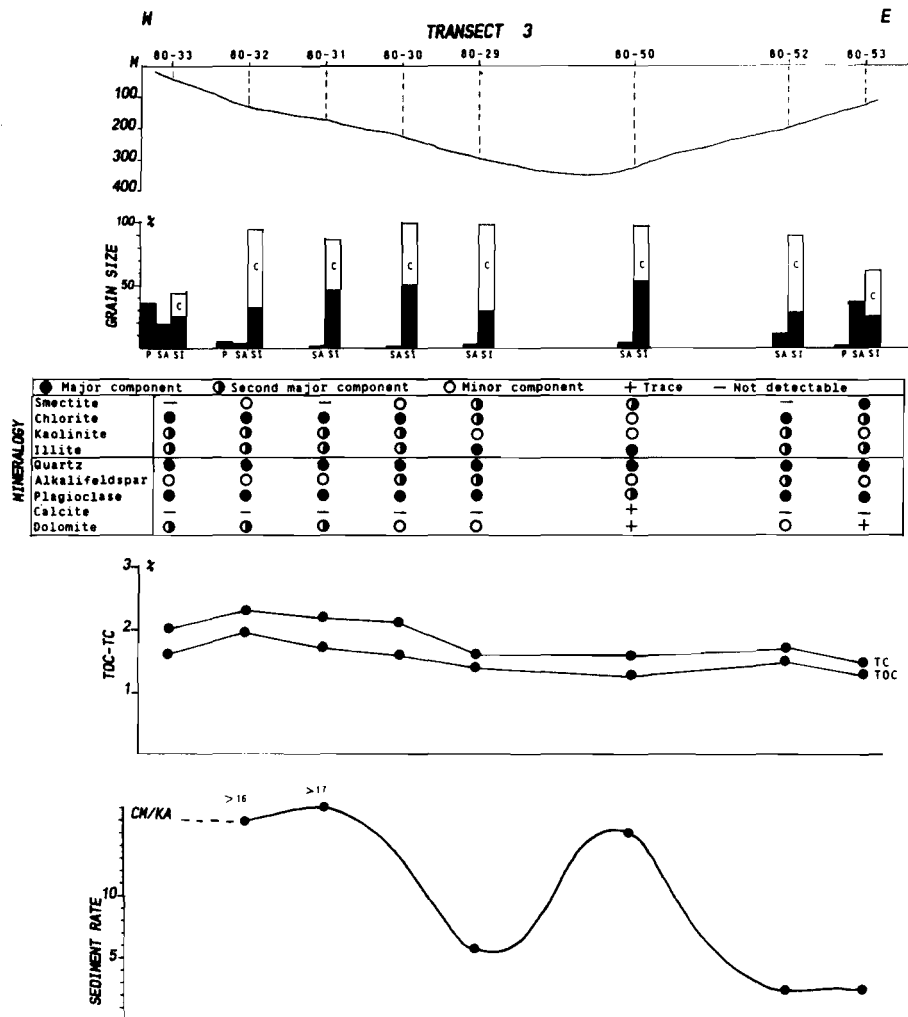 W E
TRANSECT 3
80-33 80-32 80-31 80-30 80-29 80-50 80-52 80-53
M
100
200
300
400
GRAIN SIZE
100 %
50
C C C C C C C C
P SA SI P SA SI SA SI SA SI SA SI SA SI SA SI P SA SI
MINERALOGY
Major component Second major component Minor component + Trace — Not detectable
Smectite — —  —
Chlorite
Kaolinite
Illite
Quartz
Alkalifeldspar
Plagioclase
Calcite — — — — — + — —
Dolomite + +
TOC-TC
3 %
2
1
TC
TOC
SEDIMENT RATE
CM/KA
>16 >17
10
5